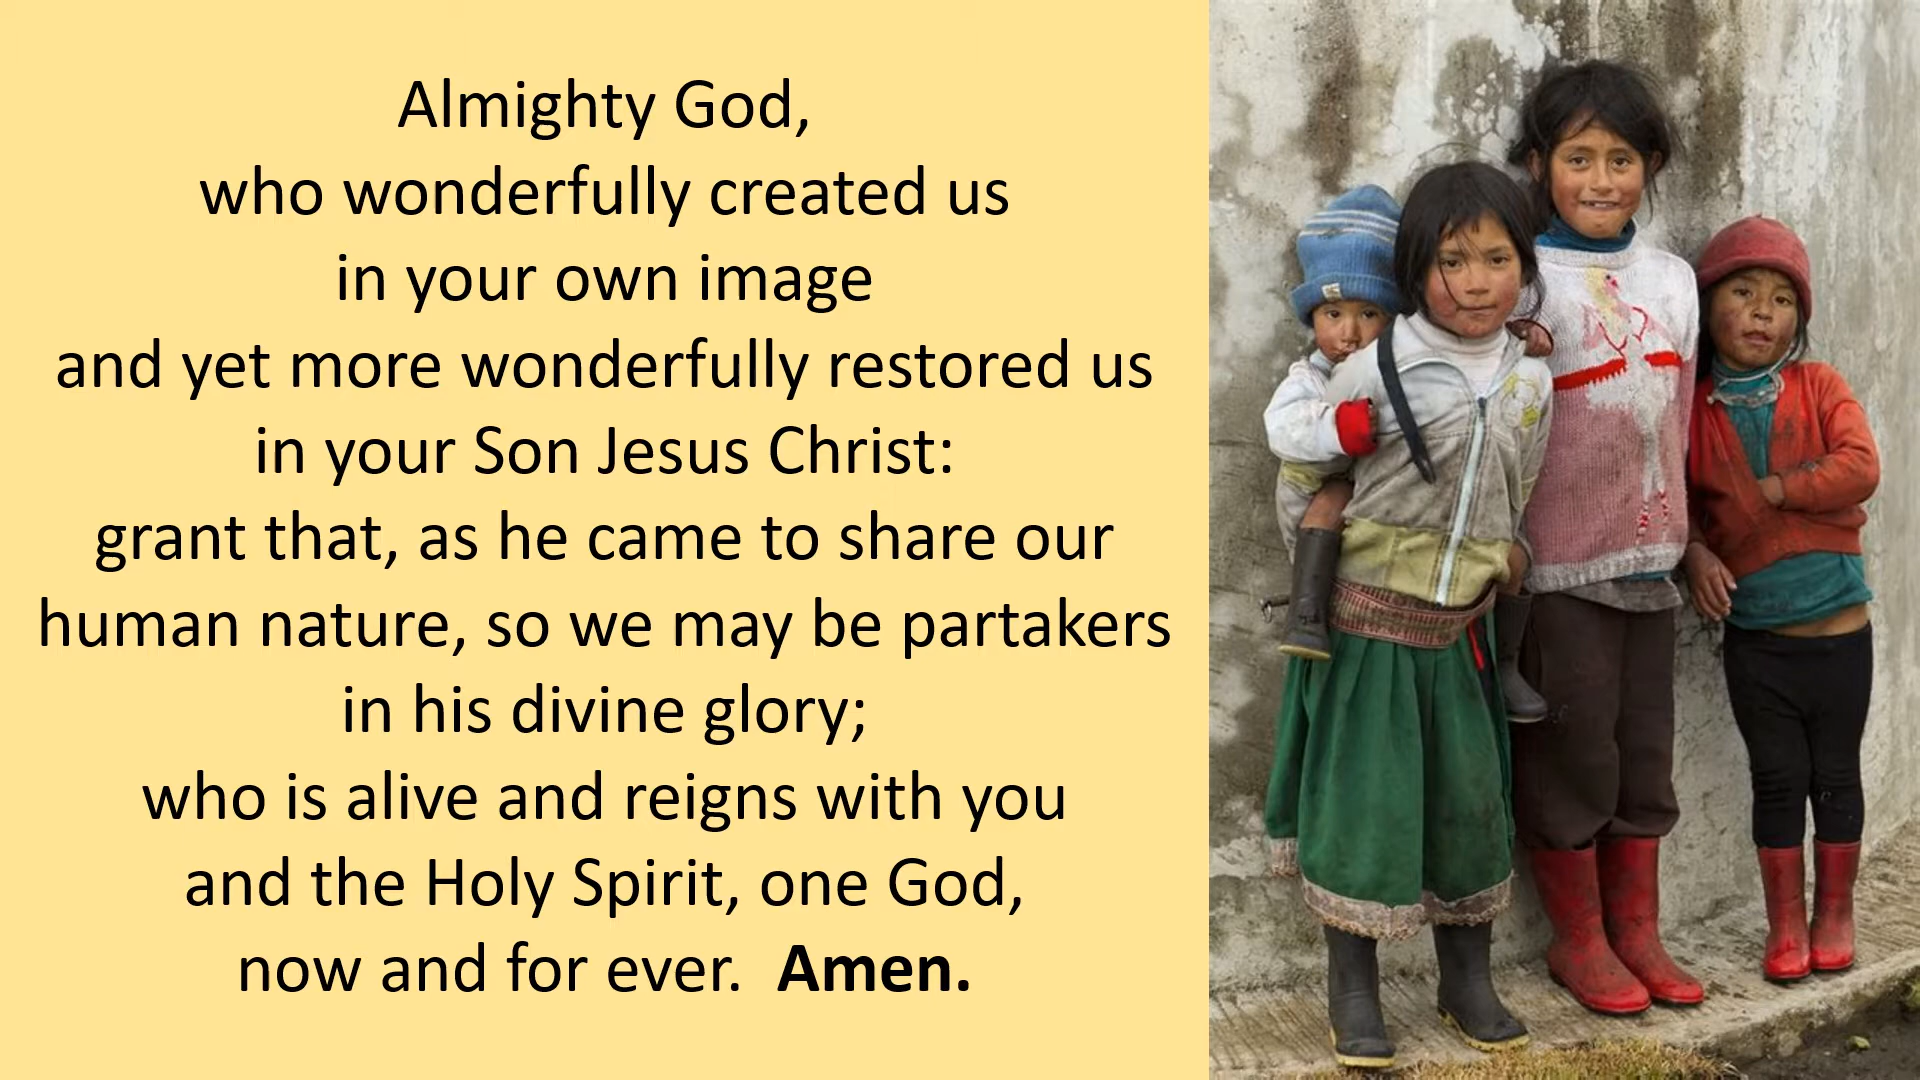 Almighty God,
who wonderfully created us
in your own image
and yet more wonderfully restored us
in your Son Jesus Christ:
grant that, as he came to share our
human nature, so we may be partakers
in his divine glory;
who is alive and reigns with you
and the Holy Spirit, one God,
now and for ever.  Amen.